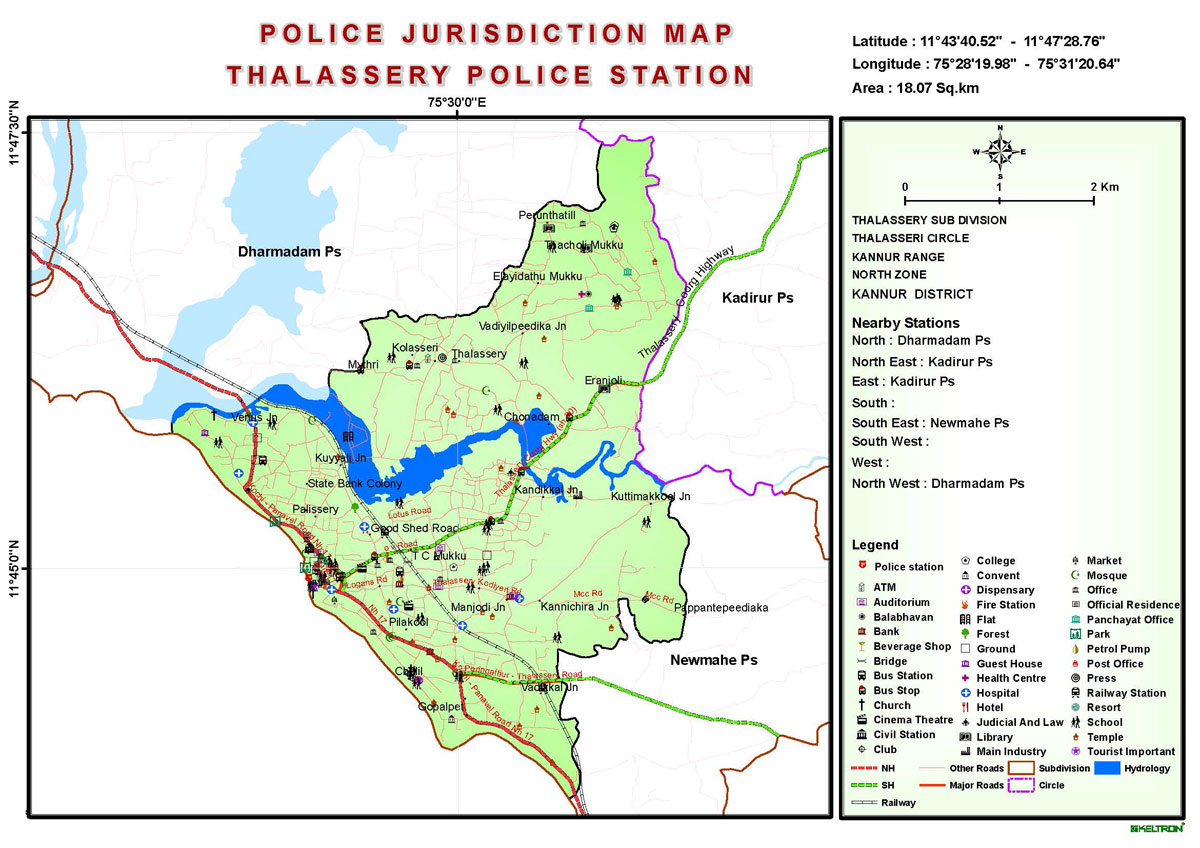 POLICE JURISDICTION MAP
THALASSERY POLICE STATION
Latitude : 11°43'40.52" - 11°47'28.76"
Longitude : 75°28'19.98" - 75°31'20.64"
Area : 18.07 Sq.km
75°30'0"E
11°47'30"N
11°45'0"N
Dharmadam Ps
Kadirur Ps
Newmahe Ps
Perunthatill
Thacholi Mukku
Elayidathu Mukku
Vadiyilpeedika Jn
Kolasseri
Thalassery
Mythri
Eranjoli
Thalassery - Coorg Highway
Chonadam
Venus Jn
Kuyyali Jn
State Bank Colony
Kandikkal Jn
Kuttimakkool Jn
Palissery
Lotus Road
Good Shed Road
T C Mukku
Logans Rd
Thalassery Kodiyeri Rd
Mcc Rd
Mcc Rd
Manjodi Jn
Kannichira Jn
Pappantepeediaka
Nh 17
Pilakool
Chillil
Peringathur - Thalassery Road
Vadikkal Jn
Gopalpet
Kochi - Panavel Road Nh 17
Panavel Road Nh 17
N
W
E
S
0
1
2 Km
THALASSERY SUB DIVISION
THALASSERI CIRCLE
KANNUR RANGE
NORTH ZONE
KANNUR DISTRICT
Nearby Stations
North : Dharmadam Ps
North East : Kadirur Ps
East : Kadirur Ps
South :
South East : Newmahe Ps
South West :
West :
North West : Dharmadam Ps
Legend
Police station
ATM
Auditorium
Balabhavan
Bank
Beverage Shop
Bridge
Bus Station
Bus Stop
Church
Cinema Theatre
Civil Station
Club
College
Convent
Dispensary
Fire Station
Flat
Forest
Ground
Guest House
Health Centre
Hospital
Hotel
Judicial And Law
Library
Main Industry
Market
Mosque
Office
Official Residence
Panchayat Office
Park
Petrol Pump
Post Office
Press
Railway Station
Resort
School
Temple
Tourist Important
NH
Other Roads
Subdivision
Hydrology
SH
Major Roads
Circle
Railway
KELTRON